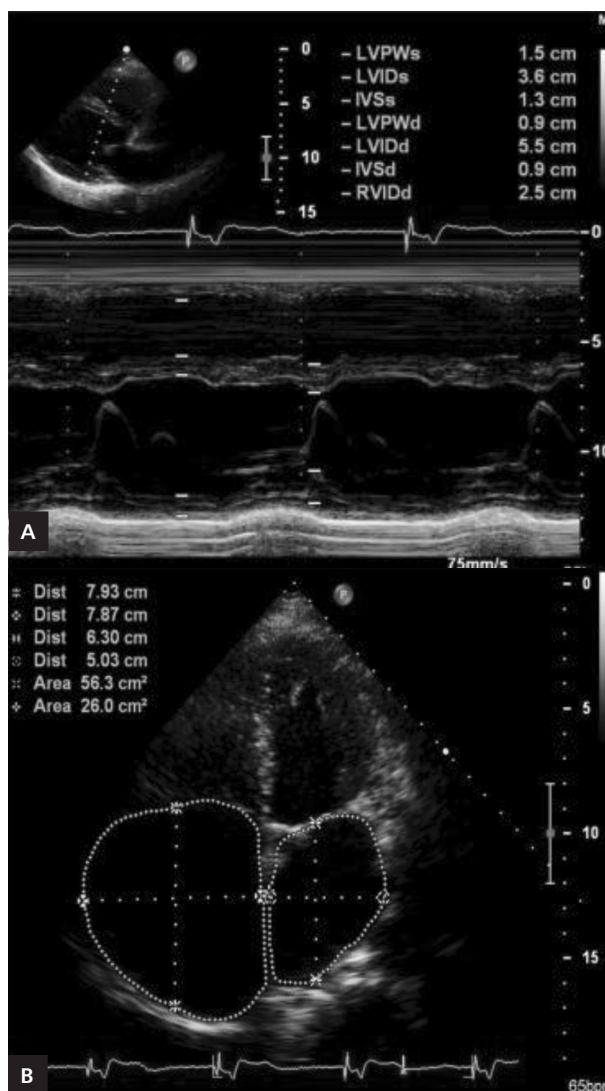 M
P
0
5
10
15
LVPWs 1.5 cm
LVIDs 3.6 cm
IVSs 1.3 cm
LVPWd 0.9 cm
LVIDd 5.5 cm
IVSd 0.9 cm
RVIDd 2.5 cm
0
5
10
A
75mm/s
Dist 7.93 cm
Dist 7.87 cm
Dist 6.30 cm
Dist 5.03 cm
Area 56.3 cm²
Area 26.0 cm²
P
0
5
10
15
B